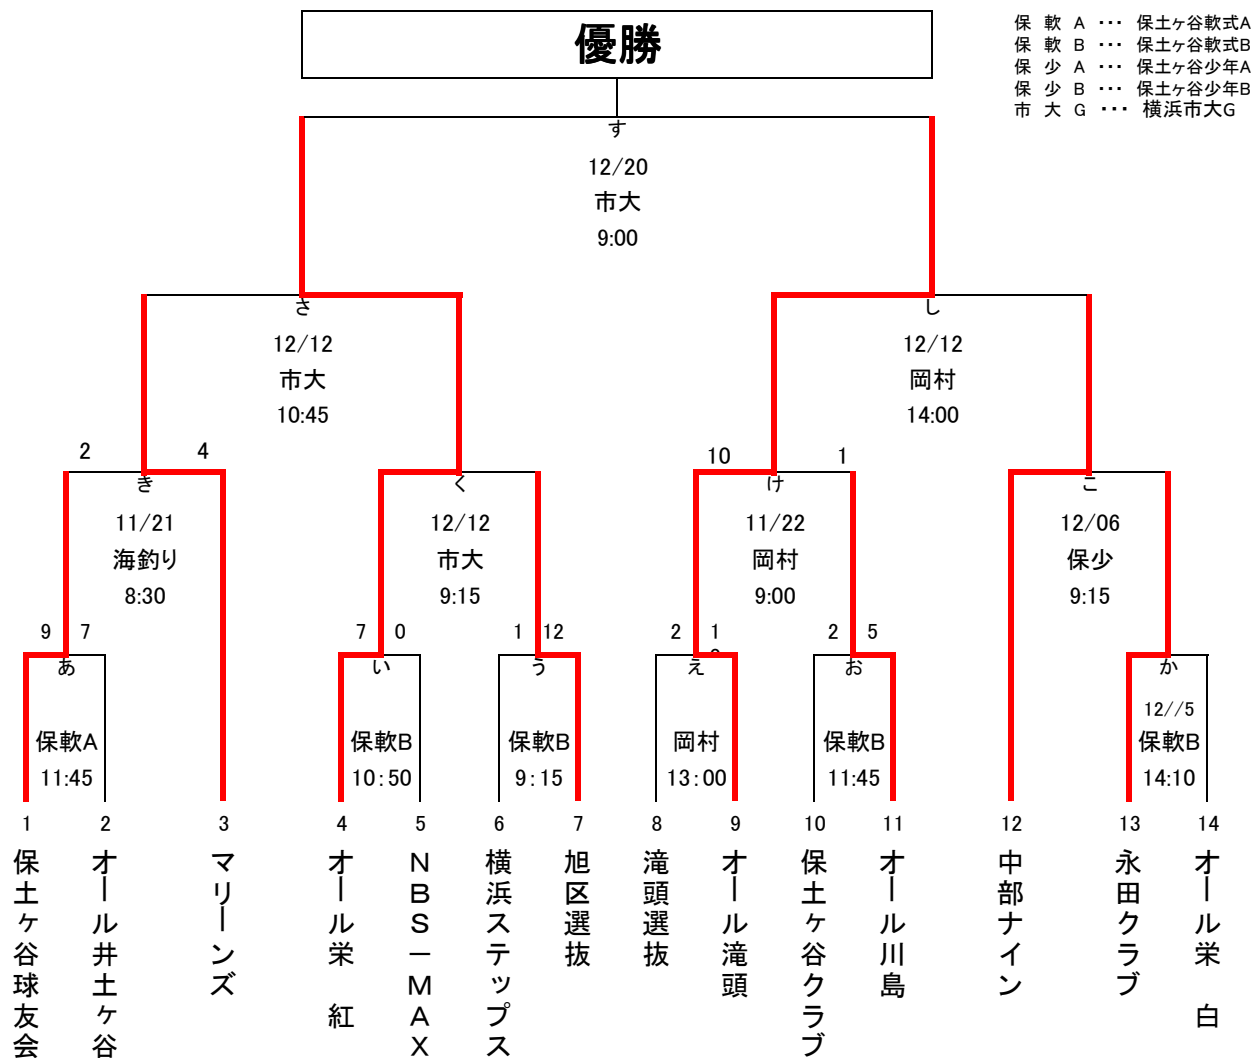 優勝
保 軟 A ・・・ 保土ヶ谷軟式A
保 軟 B ・・・ 保土ヶ谷軟式B
保 少 A ・・・ 保土ヶ谷少年A
保 少 B ・・・ 保土ヶ谷少年B
市 大 G ・・・ 横浜市大G
す
12/20
市大
9:00
さ
12/12
市大
10:45
し
12/12
岡村
14:00
2 4
き
11/21
海釣り
8:30
く
12/12
市大
9:15
10 1
け
11/22
岡村
9:00
こ
12/06
保少
9:15
9 7
あ
保軟A
11:45
7 0
い
保軟B
10:50
1 12
う
保軟B
9:15
2 1
え
岡村
13:00
2 5
お
保軟B
11:45
か
12//5
保軟B
14:10
1 2 3 4 5 6 7 8 9 10 11 12 13 14
保土ヶ谷球友会
オール井土ヶ谷
マリーンズ
オール栄 紅
NBS-MAX
横浜ステップス
旭区選抜
滝頭選抜
オール滝頭
保土ヶ谷クラブ
オール川島
中部ナイン
永田クラブ
オール栄 白